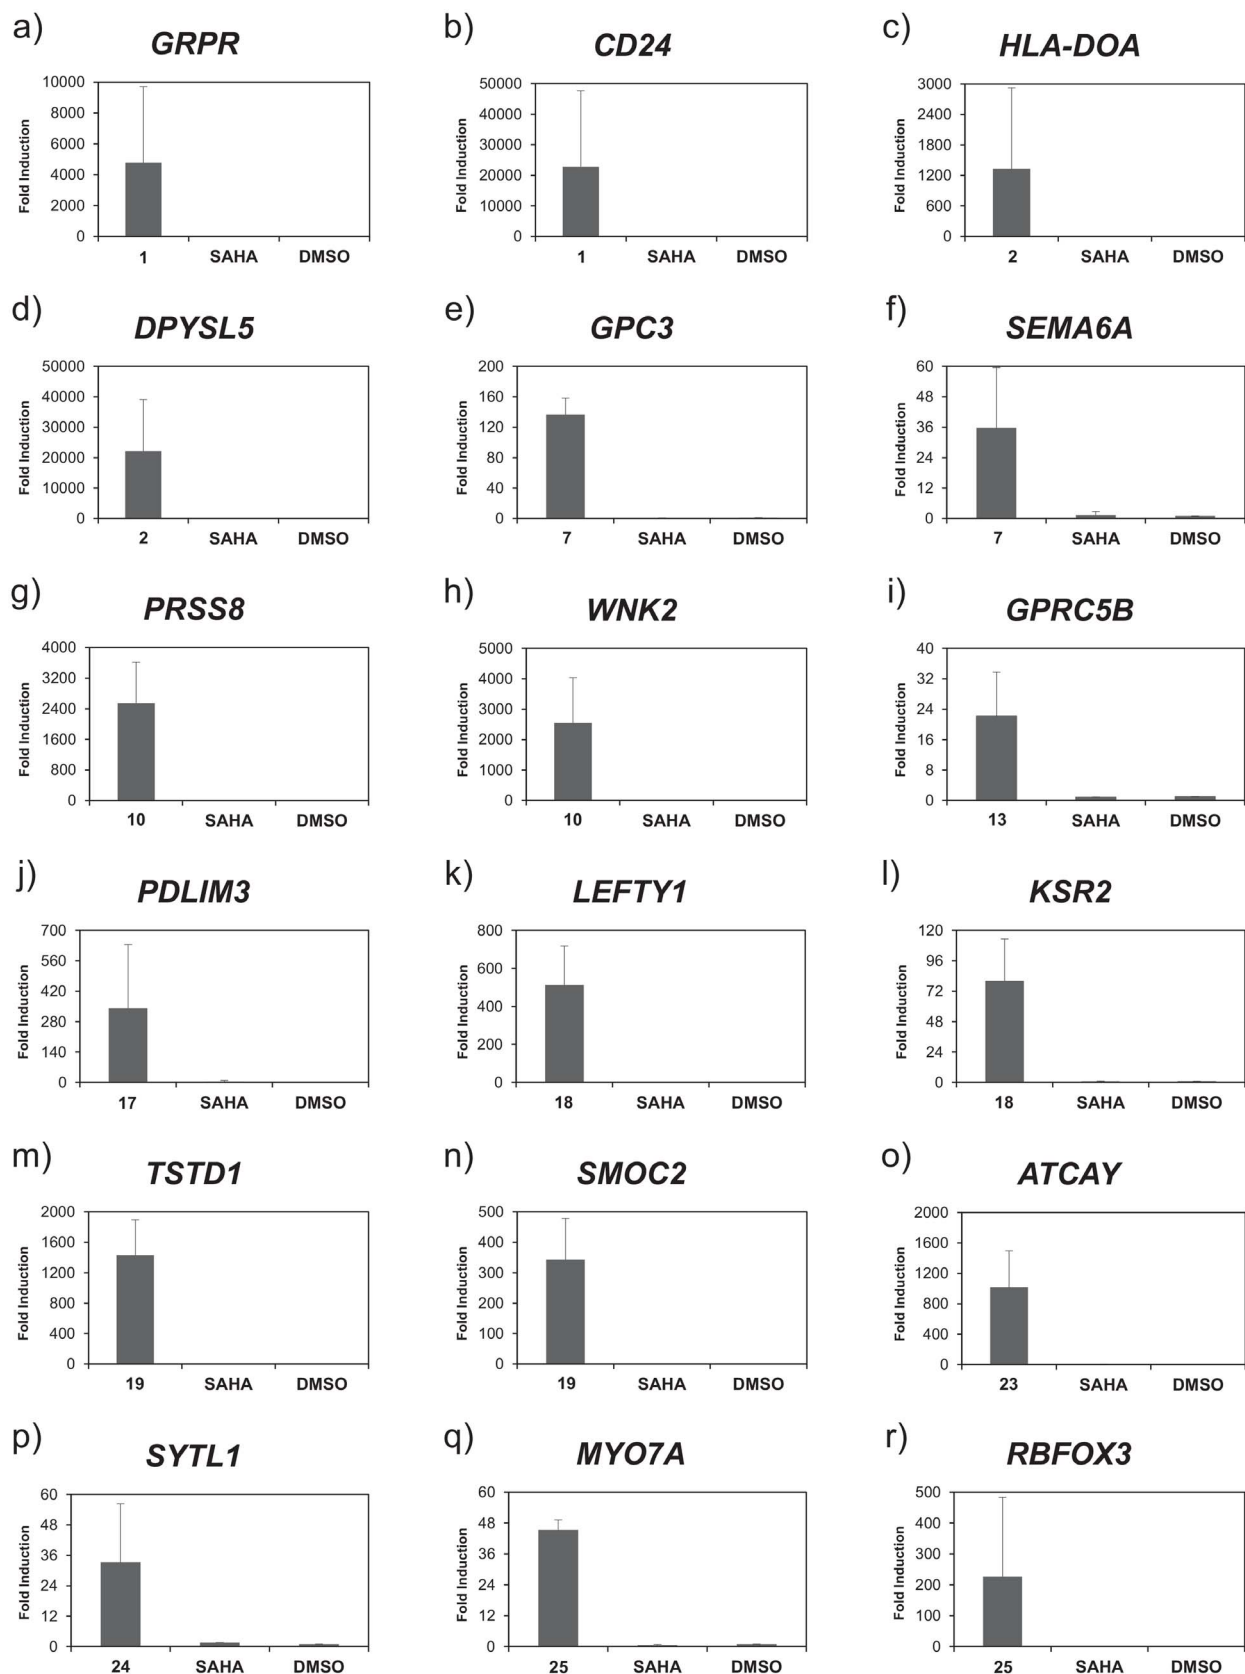 a) GRPR
Fold Induction
10000
8000
6000
4000
2000
0
1 SAHA DMSO
b) CD24
Fold Induction
50000
40000
30000
20000
10000
0
1 SAHA DMSO
c) HLA-DOA
Fold Induction
3000
2400
1800
1200
600
0
2 SAHA DMSO
d) DPYSL5
Fold Induction
50000
40000
30000
20000
10000
0
2 SAHA DMSO
e) GPC3
Fold Induction
200
160
120
80
40
0
7 SAHA DMSO
f) SEMA6A
Fold Induction
60
48
36
24
12
0
7 SAHA DMSO
g) PRSS8
Fold Induction
4000
3200
2400
1600
800
0
10 SAHA DMSO
h) WNK2
Fold Induction
5000
4000
3000
2000
1000
0
10 SAHA DMSO
i) GPRC5B
Fold Induction
40
32
24
16
8
0
13 SAHA DMSO
j) PDLIM3
Fold Induction
700
560
420
280
140
0
17 SAHA DMSO
k) LEFTY1
Fold Induction
800
600
400
200
0
18 SAHA DMSO
l) KSR2
Fold Induction
120
96
72
48
24
0
18 SAHA DMSO
m) TSTD1
Fold Induction
2000
1600
1200
800
400
0
19 SAHA DMSO
n) SMOC2
Fold Induction
500
400
300
200
100
0
19 SAHA DMSO
o) ATCAY
Fold Induction
2000
1600
1200
800
400
0
23 SAHA DMSO
p) SYTL1
Fold Induction
60
48
36
24
12
0
24 SAHA DMSO
q) MYO7A
Fold Induction
60
48
36
24
12
0
25 SAHA DMSO
r) RBFOX3
Fold Induction
500
400
300
200
100
0
25 SAHA DMSO